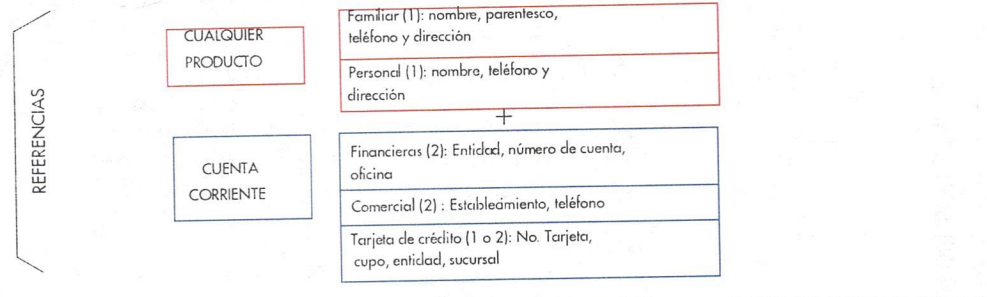 REFERENCIAS
CUALQUIER
PRODUCTO
Familiar (1): nombre, parentesco,
teléfono y dirección
Personal (1): nombre, teléfono y
dirección
+
CUENTA
CORRIENTE
Financieras (2): Entidad, número de cuenta,
oficina
Comercial (2) : Establecimiento, teléfono
Tarjeta de crédito (1 o 2): No. Tarjeta,
cupo, entidad, sucursal